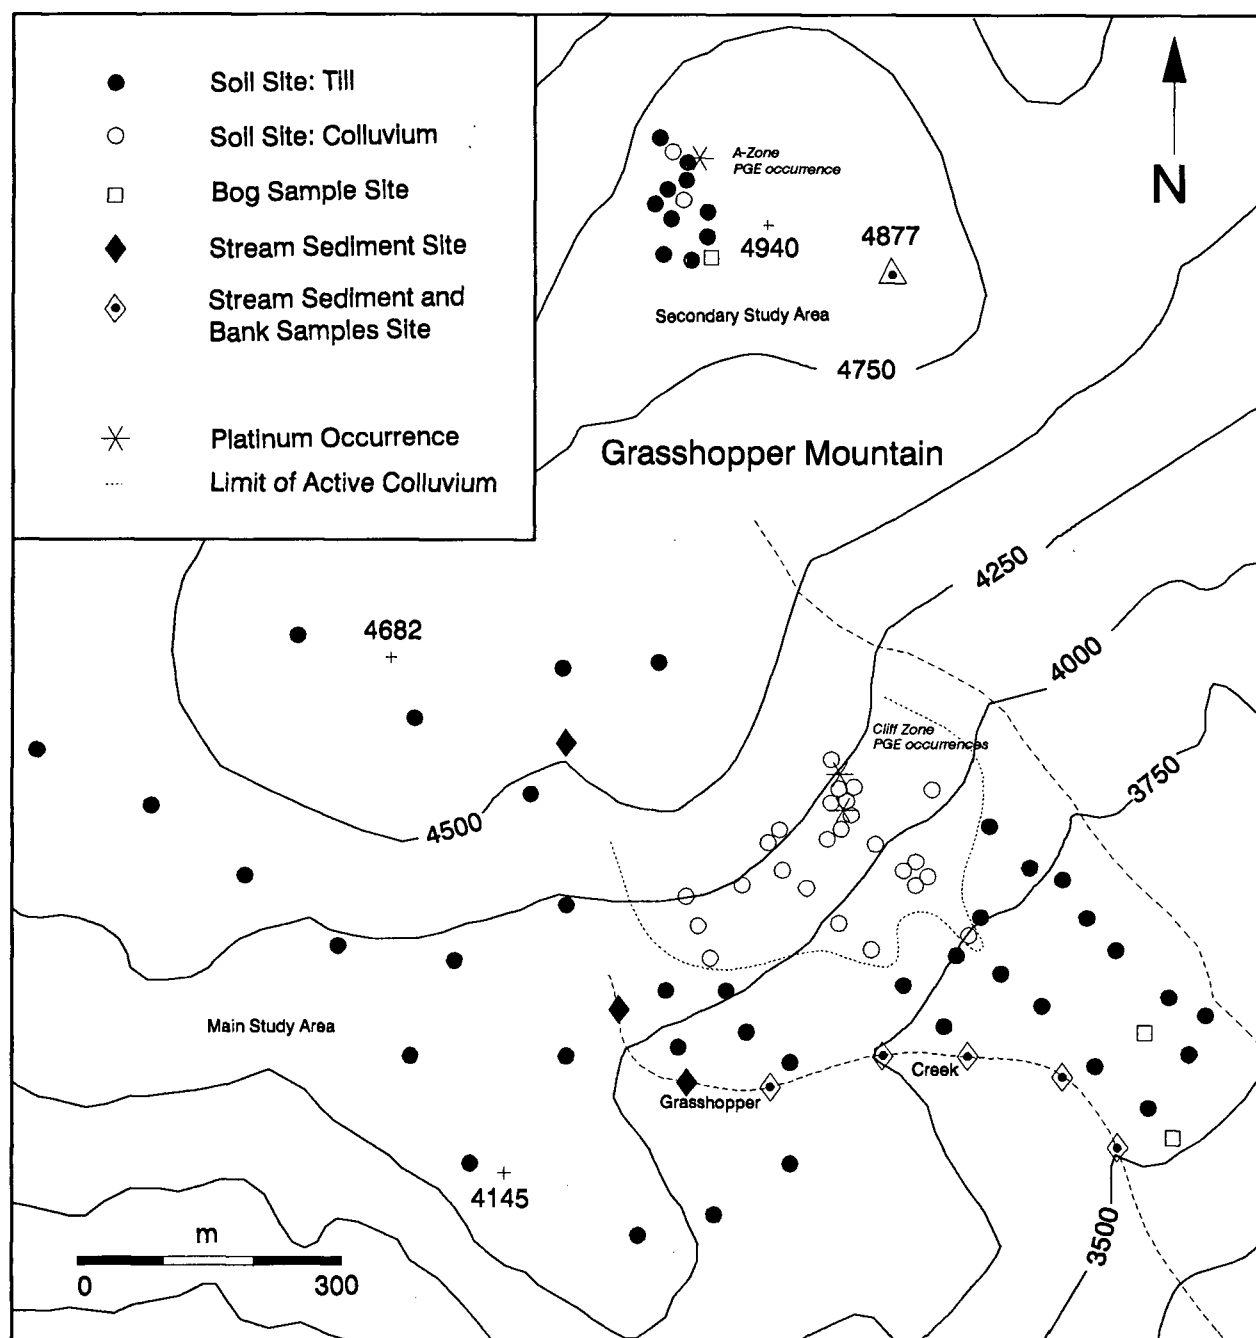 Soil Site: Till
Soil Site: Colluvium
Bog Sample Site
Stream Sediment Site
Stream Sediment and
Bank Samples Site
Platinum Occurrence
Limit of Active Colluvium
N
A-Zone
PGE occurrence
4940
4877
Secondary Study Area
4750
Grasshopper Mountain
4250
4682
4000
Cliff Zone
PGE occurrences
3750
4500
Main Study Area
Creek
Grasshopper
4145
3500
m
0
300